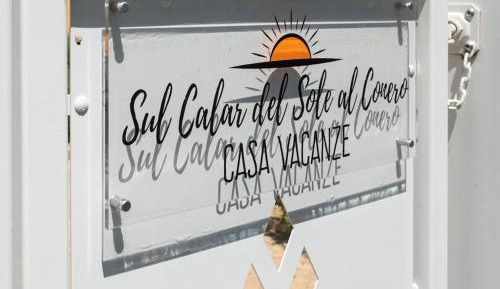 Sul Calar del Sole al Conero
CASA VACANZE